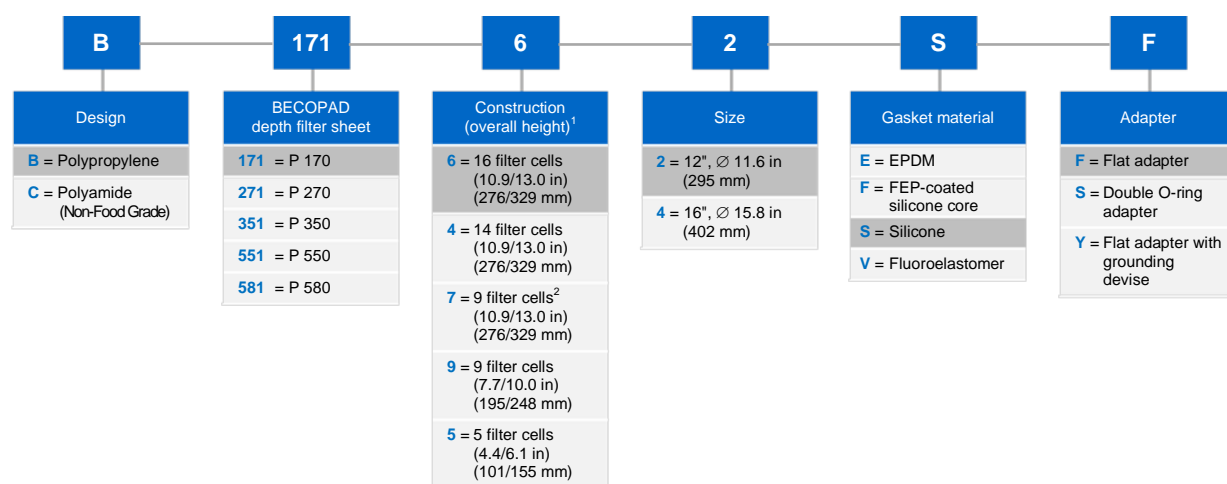 B 171 6 2 S F
Design
B = Polypropylene
C = Polyamide
(Non-Food Grade)
BECOPAD
depth filter sheet
171 = P 170
271 = P 270
351 = P 350
551 = P 550
581 = P 580
Construction
(overall height)1
6 = 16 filter cells
(10.9/13.0 in)
(276/329 mm)
4 = 14 filter cells
(10.9/13.0 in)
(276/329 mm)
7 = 9 filter cells2
(10.9/13.0 in)
(276/329 mm)
9 = 9 filter cells
(7.7/10.0 in)
(195/248 mm)
5 = 5 filter cells
(4.4/6.1 in)
(101/155 mm)
Size
2 = 12", ∅ 11.6 in
(295 mm)
4 = 16", ∅ 15.8 in
(402 mm)
Gasket material
E = EPDM
F = FEP-coated
silicone core
S = Silicone
V = Fluoroelastomer
Adapter
F = Flat adapter
S = Double O-ring
adapter
Y = Flat adapter with
grounding
devise